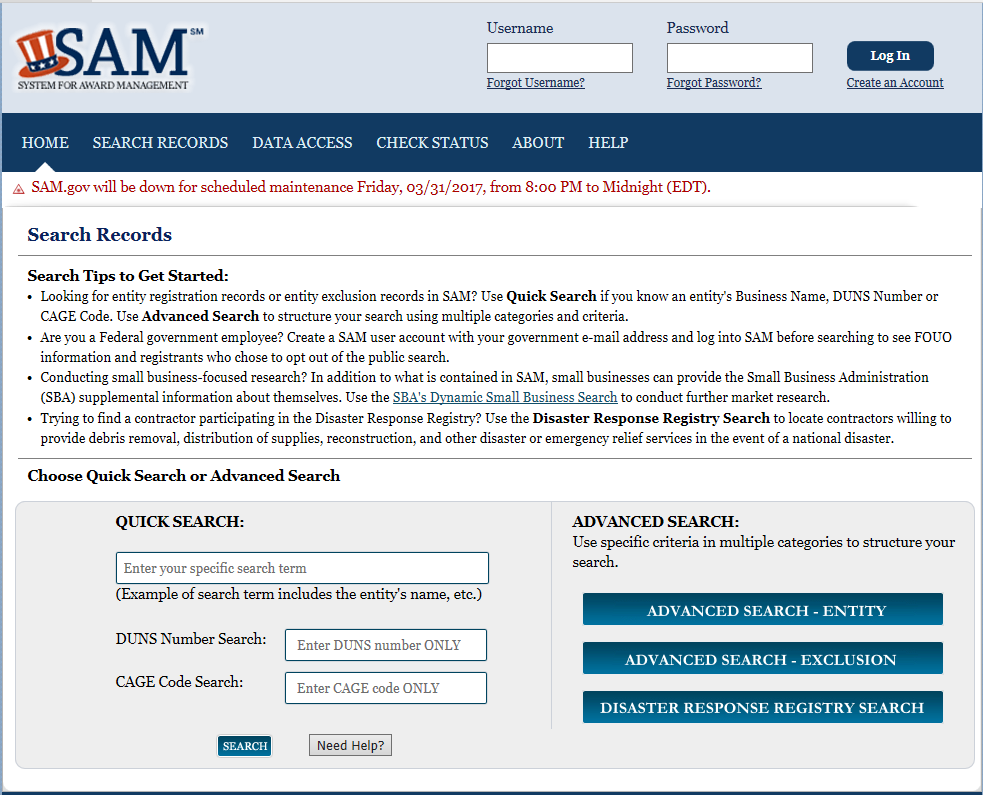 SAM SM
SYSTEM FOR AWARD MANAGEMENT
Username
Password
Forgot Username?
Forgot Password?
Log In
Create an Account
HOME SEARCH RECORDS DATA ACCESS CHECK STATUS ABOUT HELP
SAM.gov will be down for scheduled maintenance Friday, 03/31/2017, from 8:00 PM to Midnight (EDT).
Search Records
Search Tips to Get Started:
• Looking for entity registration records or entity exclusion records in SAM? Use Quick Search if you know an entity's Business Name, DUNS Number or
CAGE Code. Use Advanced Search to structure your search using multiple categories and criteria.
• Are you a Federal government employee? Create a SAM user account with your government e-mail address and log into SAM before searching to see FOUO
information and registrants who chose to opt out of the public search.
• Conducting small business-focused research? In addition to what is contained in SAM, small businesses can provide the Small Business Administration
(SBA) supplemental information about themselves. Use the SBA's Dynamic Small Business Search to conduct further market research.
• Trying to find a contractor participating in the Disaster Response Registry? Use the Disaster Response Registry Search to locate contractors willing to
provide debris removal, distribution of supplies, reconstruction, and other disaster or emergency relief services in the event of a national disaster.
Choose Quick Search or Advanced Search
QUICK SEARCH:
Enter your specific search term
(Example of search term includes the entity's name, etc.)
DUNS Number Search:
Enter DUNS number ONLY
CAGE Code Search:
Enter CAGE code ONLY
SEARCH
Need Help?
ADVANCED SEARCH:
Use specific criteria in multiple categories to structure your
search.
ADVANCED SEARCH - ENTITY
ADVANCED SEARCH - EXCLUSION
DISASTER RESPONSE REGISTRY SEARCH